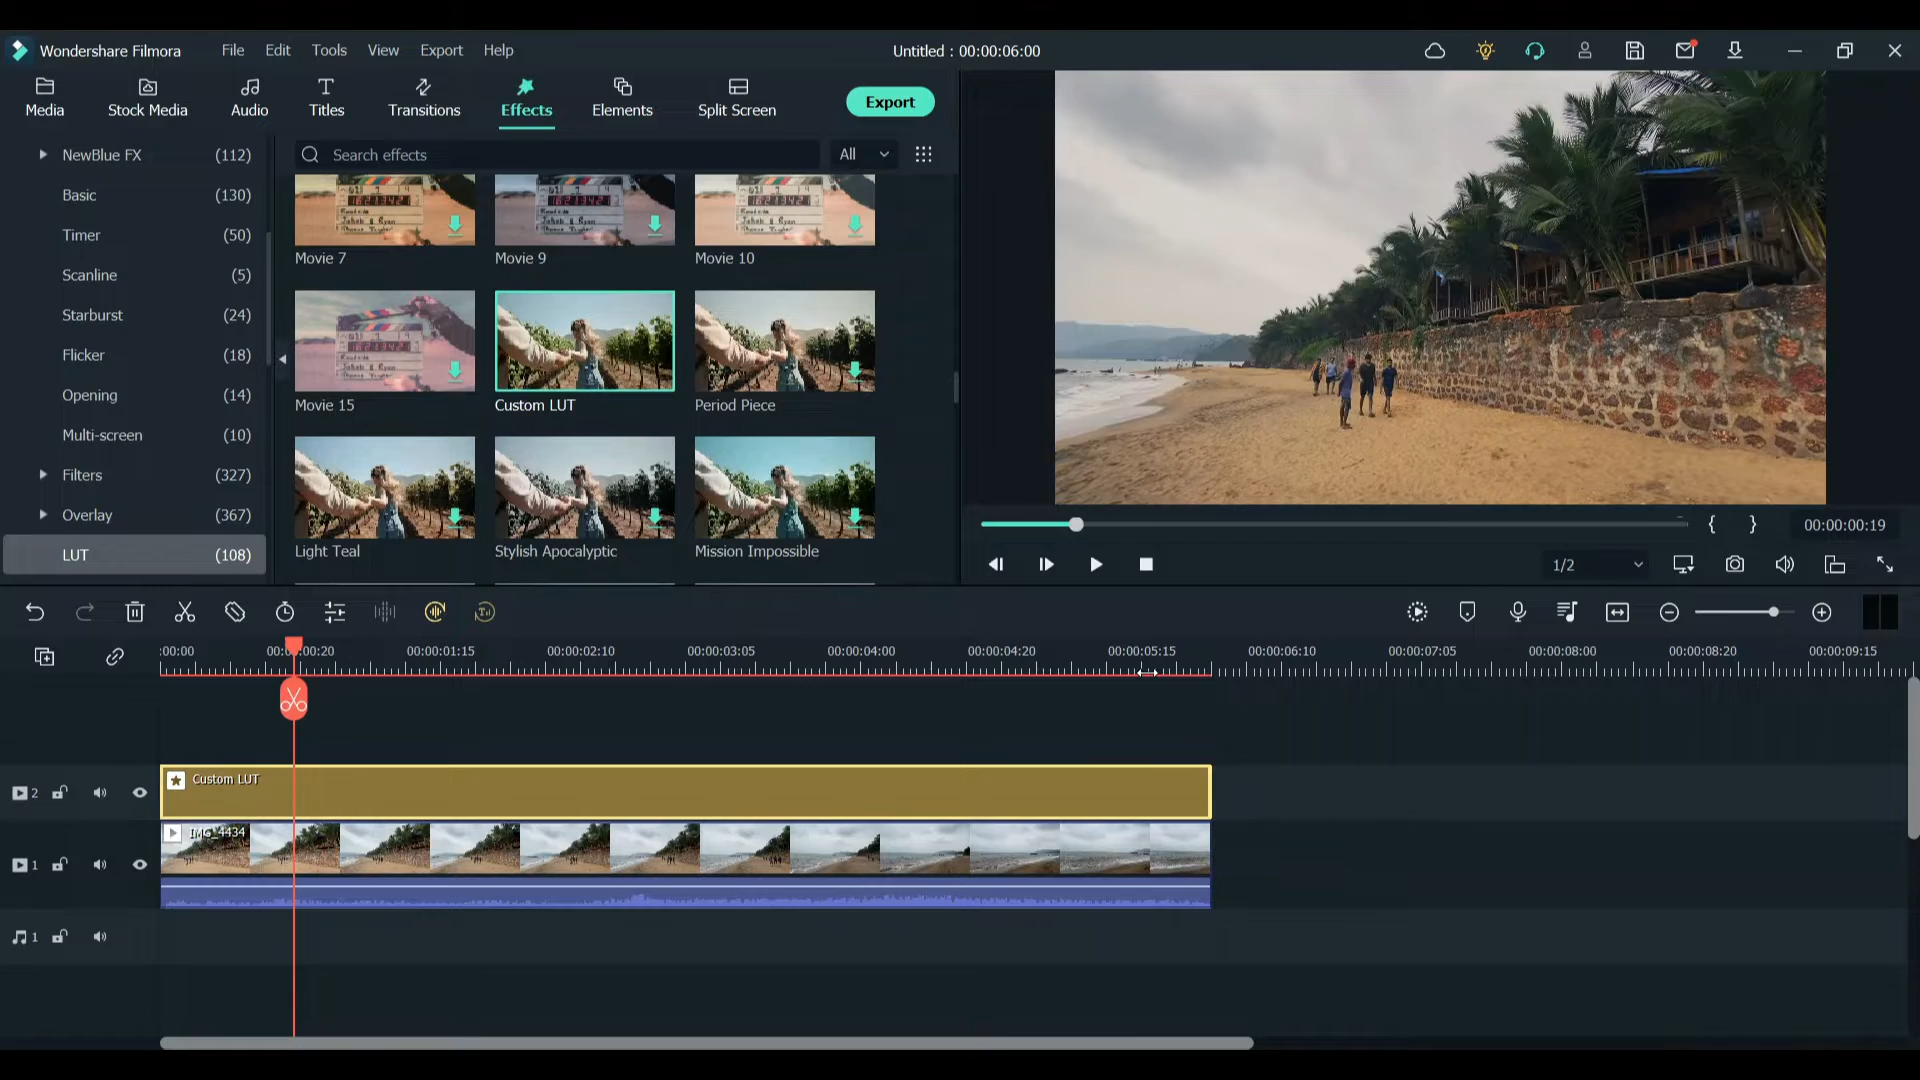 Wondershare Filmora File Edit Tools View Export Help Untitled : 00:00:06:00
Media Stock Media Audio Titles Transitions Effects Elements Split Screen Export
NewBlue FX (112)
Basic (130)
Timer (50)
Scanline (5)
Starburst (24)
Flicker (18)
Opening (14)
Multi-screen (10)
Filters (327)
Overlay (367)
LUT (108)
Search effects All
Movie 7 Movie 9 Movie 10
Movie 15 Custom LUT Period Piece
Light Teal Stylish Apocalyptic Mission Impossible
{ } 00:00:00:19
1/2
:00:00 00:00:01:15 00:00:02:10 00:00:03:05 00:00:04:00 00:00:04:20 00:00:05:15 00:00:06:10 00:00:07:05 00:00:08:00 00:00:08:20 00:00:09:15
2 Custom LUT
IMG_4434
1
1